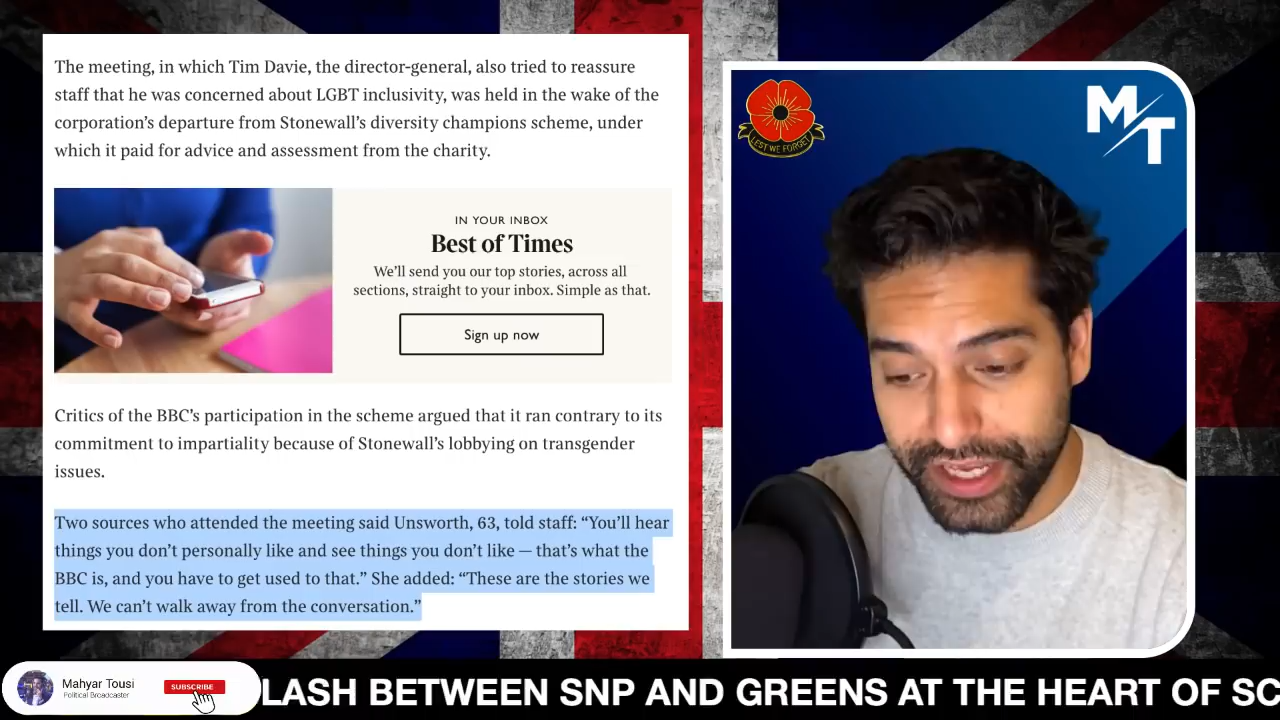 The meeting, in which Tim Davie, the director-general, also tried to reassure
staff that he was concerned about LGBT inclusivity, was held in the wake of the
corporation’s departure from Stonewall’s diversity champions scheme, under
which it paid for advice and assessment from the charity.
IN YOUR INBOX
Best of Times
We’ll send you our top stories, across all
sections, straight to your inbox. Simple as that.
Sign up now
Critics of the BBC’s participation in the scheme argued that it ran contrary to its
commitment to impartiality because of Stonewall’s lobbying on transgender
issues.
Two sources who attended the meeting said Unsworth, 63, told staff: “You’ll hear
things you don’t personally like and see things you don’t like — that’s what the
BBC is, and you have to get used to that.” She added: “These are the stories we
tell. We can’t walk away from the conversation.”
LEST WE FORGET
M/T
Mahyar Tousi
Political Broadcaster
SUBSCRIBE
LASH BETWEEN SNP AND GREENS AT THE HEART OF SC